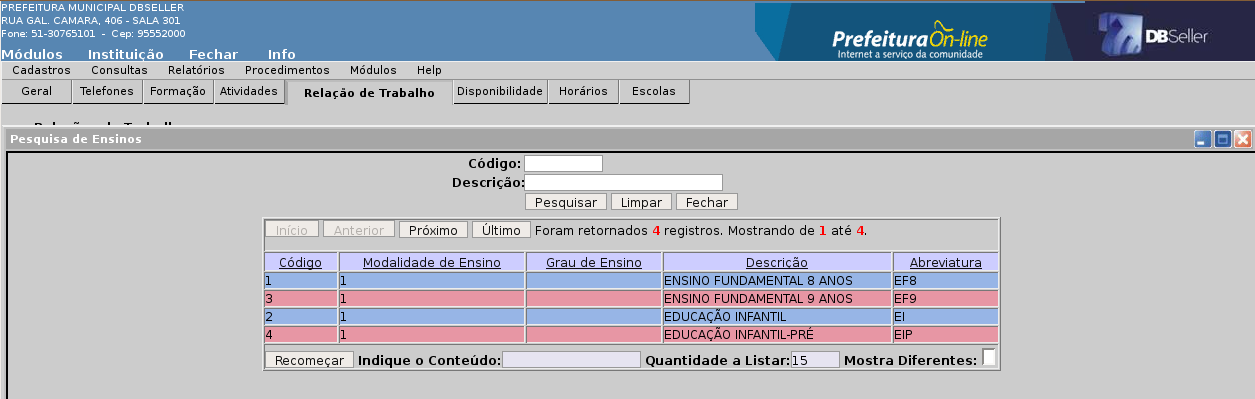 PREFEITURA MUNICIPAL DBSELLER
RUA GAL. CAMARA, 406 - SALA 301
Fone: 51-30765101 - Cep: 95552000
Módulos Instituição Fechar Info
PrefeituraOn-line
Internet a serviço da comunidade
DBSeller
Cadastros Consultas Relatórios Procedimentos Módulos Help
Geral Telefones Formação Atividades Relação de Trabalho Disponibilidade Horários Escolas
Pesquisa de Ensinos
Código:
Descrição:
Pesquisar Limpar Fechar
Início Anterior Próximo Último Foram retornados 4 registros. Mostrando de 1 até 4.
Código Modalidade de Ensino Grau de Ensino Descrição Abreviatura
1 1 ENSINO FUNDAMENTAL 8 ANOS EF8
3 1 ENSINO FUNDAMENTAL 9 ANOS EF9
2 1 EDUCAÇÃO INFANTIL EI
4 1 EDUCAÇÃO INFANTIL-PRÉ EIP
Recomeçar Indique o Conteúdo: Quantidade a Listar: 15 Mostra Diferentes: